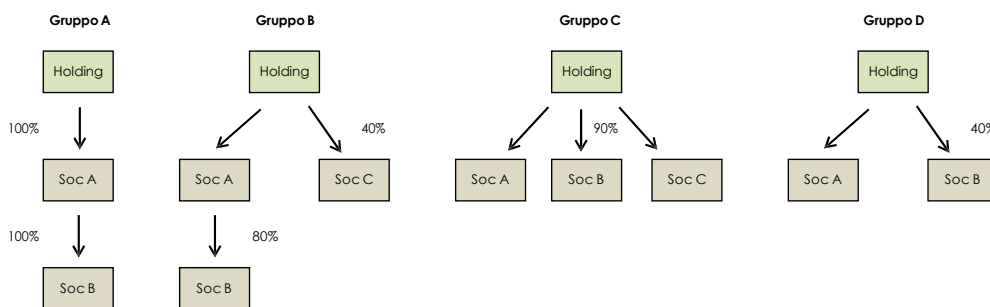 Gruppo A
Gruppo B
Gruppo C
Gruppo D
Holding
Holding
Holding
Holding
100%
40%
90%
40%
Soc A
Soc A
Soc C
Soc A
Soc B
Soc C
Soc A
Soc B
100%
80%
Soc B
Soc B